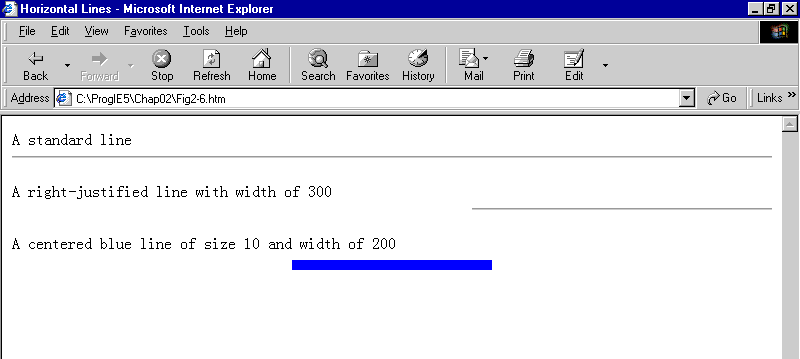 Horizontal Lines - Microsoft Internet Explorer
File Edit View Favorites Tools Help
Back Forward Stop Refresh Home Search Favorites History Mail Print Edit
Address C:\ProgIE5\Chap02\Fig2-6.htm Go Links »
A standard line
A right-justified line with width of 300
A centered blue line of size 10 and width of 200